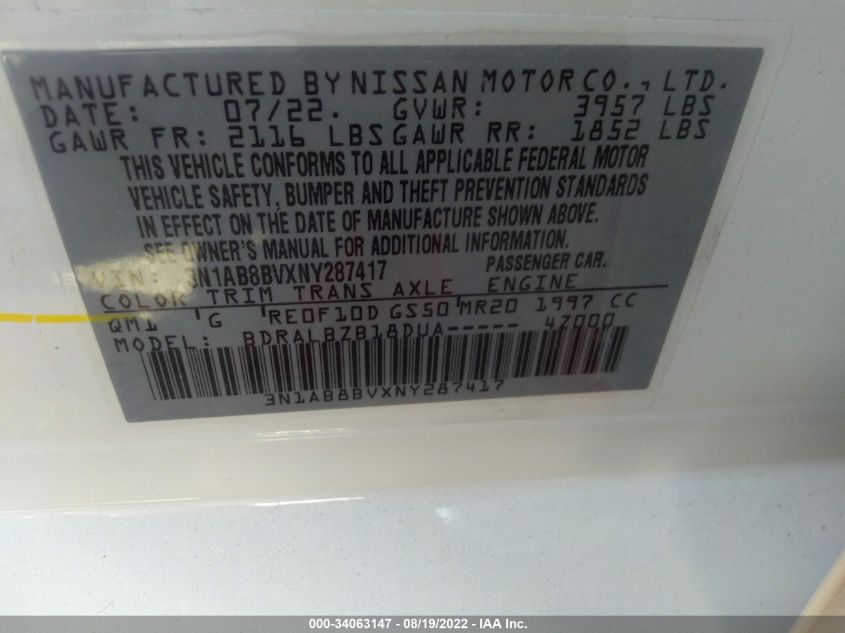 MANUFACTURED BY NISSAN MOTOR CO., LTD.
DATE: 07/22. GVWR: 3957 LBS
GAWR FR: 2116 LBS GAWR RR: 1852 LBS
THIS VEHICLE CONFORMS TO ALL APPLICABLE FEDERAL MOTOR
VEHICLE SAFETY, BUMPER AND THEFT PREVENTION STANDARDS
IN EFFECT ON THE DATE OF MANUFACTURE SHOWN ABOVE.
SEE OWNER'S MANUAL FOR ADDITIONAL INFORMATION.
VIN: 3N1AB8BVXNY287417 PASSENGER CAR.
COLOR TRIM TRANS AXLE ENGINE
QM1 G RE0F10D GS50 MR20 1997 CC
MODEL: BDRALBZB18DUA----- 47000
3N1AB8BVXNY287417
000-34063147 - 08/19/2022 - IAAI.com